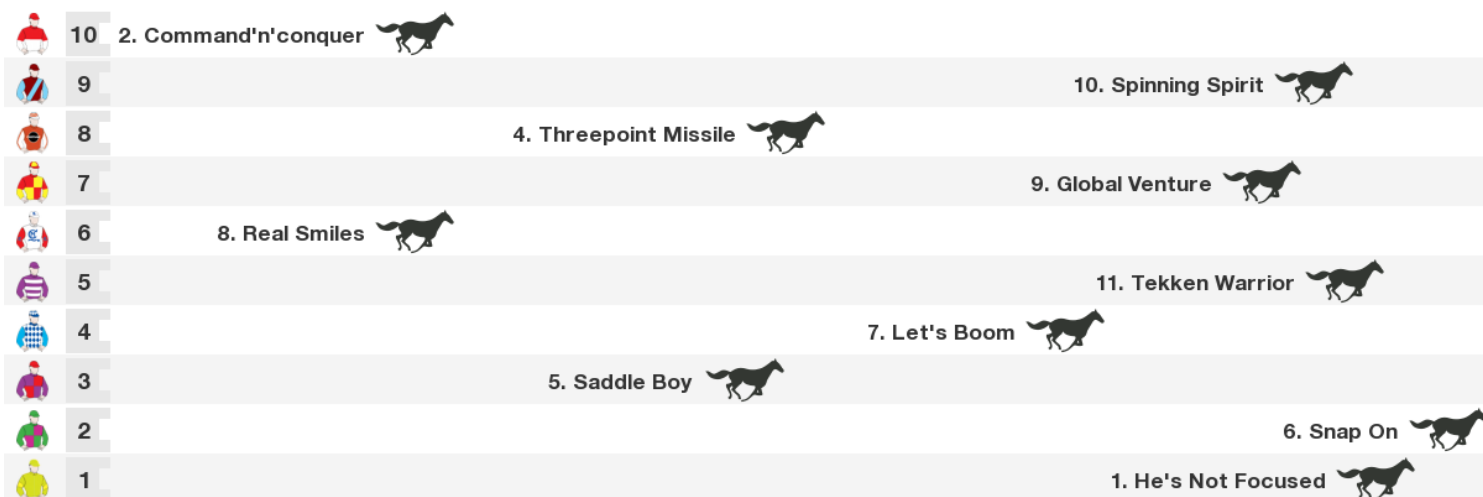 10 2. Command'n'conquer
9 10. Spinning Spirit
8 4. Threepoint Missile
7 9. Global Venture
6 8. Real Smiles
5 11. Tekken Warrior
4 7. Let's Boom
3 5. Saddle Boy
2 6. Snap On
1 1. He's Not Focused